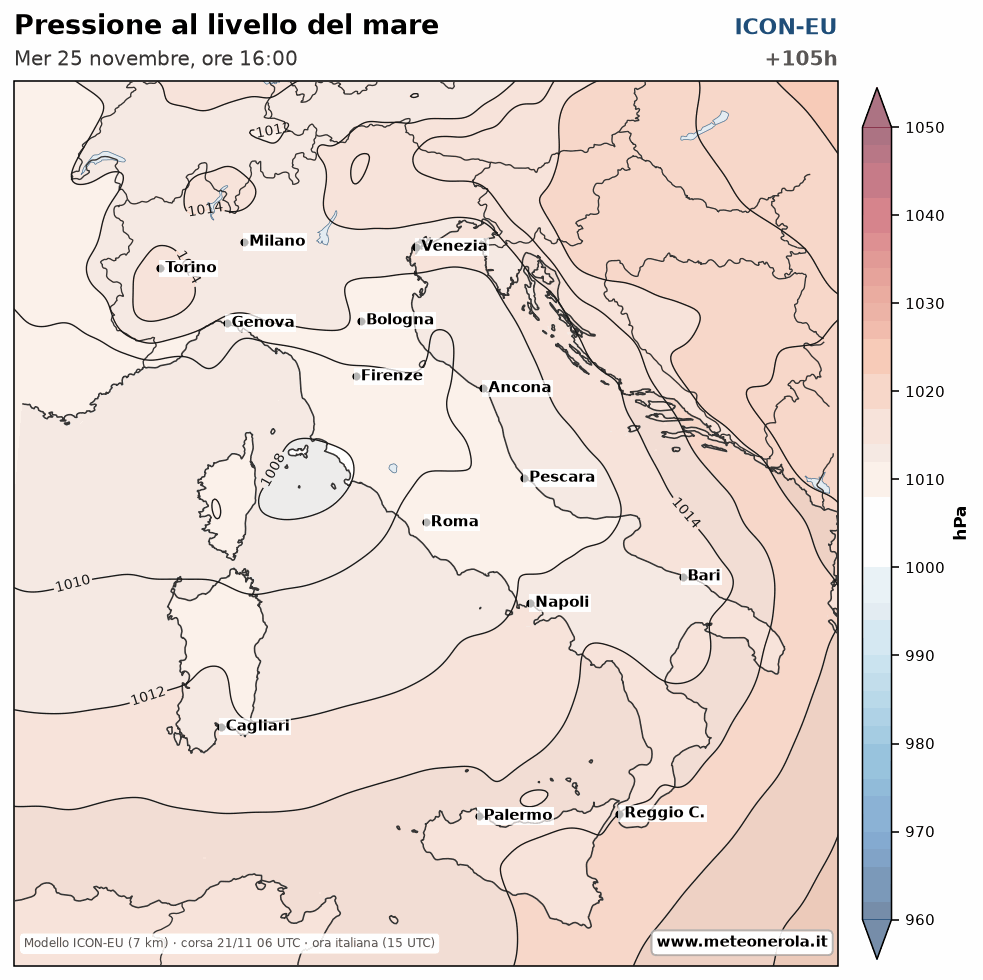 Pressione al livello del mare
ICON-EU
Mer 25 novembre, ore 16:00
+105h
1012
1014
Milano
Venezia
Torino
Genova
Bologna
Firenze
Ancona
1008
Pescara
Roma
1014
1010
Bari
Napoli
1012
Cagliari
Palermo
Reggio C.
Modello ICON-EU (7 km) · corsa 21/11 06 UTC · ora italiana (15 UTC)
www.meteonerola.it
1050
1040
1030
1020
1010
1000
990
980
970
960
hPa